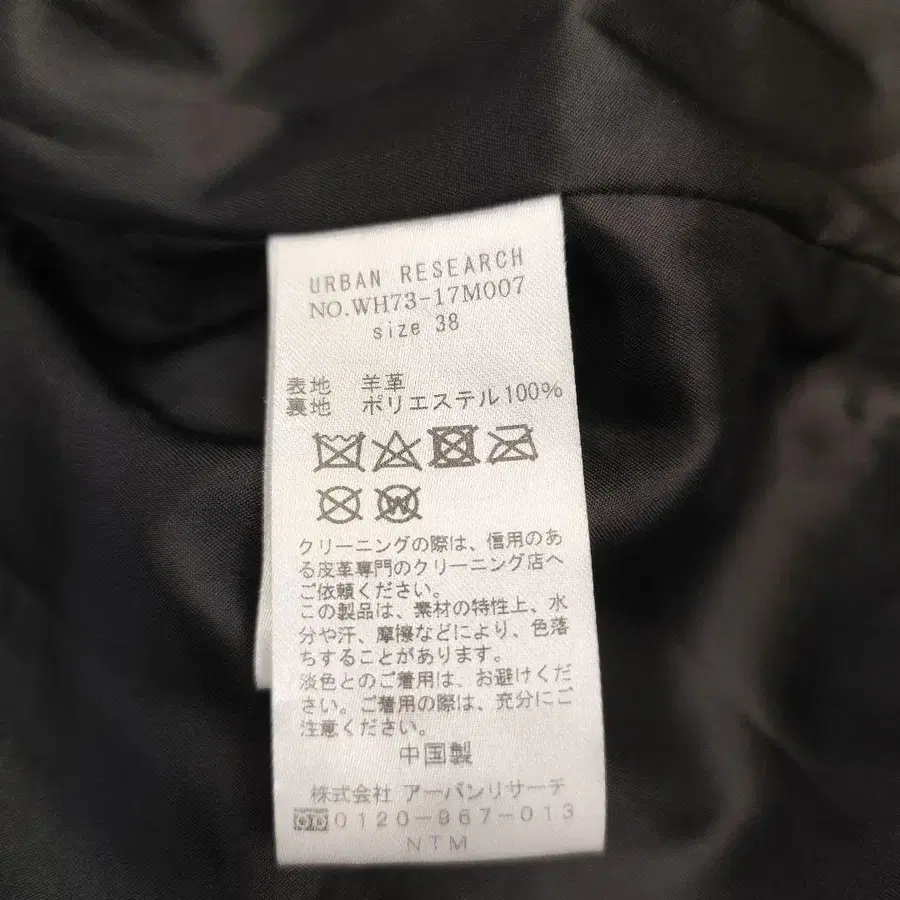 URBAN RESEARCH
NO.WH73-17M007
size 38
表地 羊革
裏地 ポリエステル100%
W
クリーニングの際は、信用のあ
る皮革専門のクリーニング店へ
ご依頼ください。
この製品は、素材の特性上、水
分や汗、摩擦などにより、色落
ちすることがあります。
淡色とのご着用は、お避けくだ
さい。ご着用の際は、充分にご
注意ください。
中国製
株式会社 アーバンリサーチ
0120-967-013
NTM